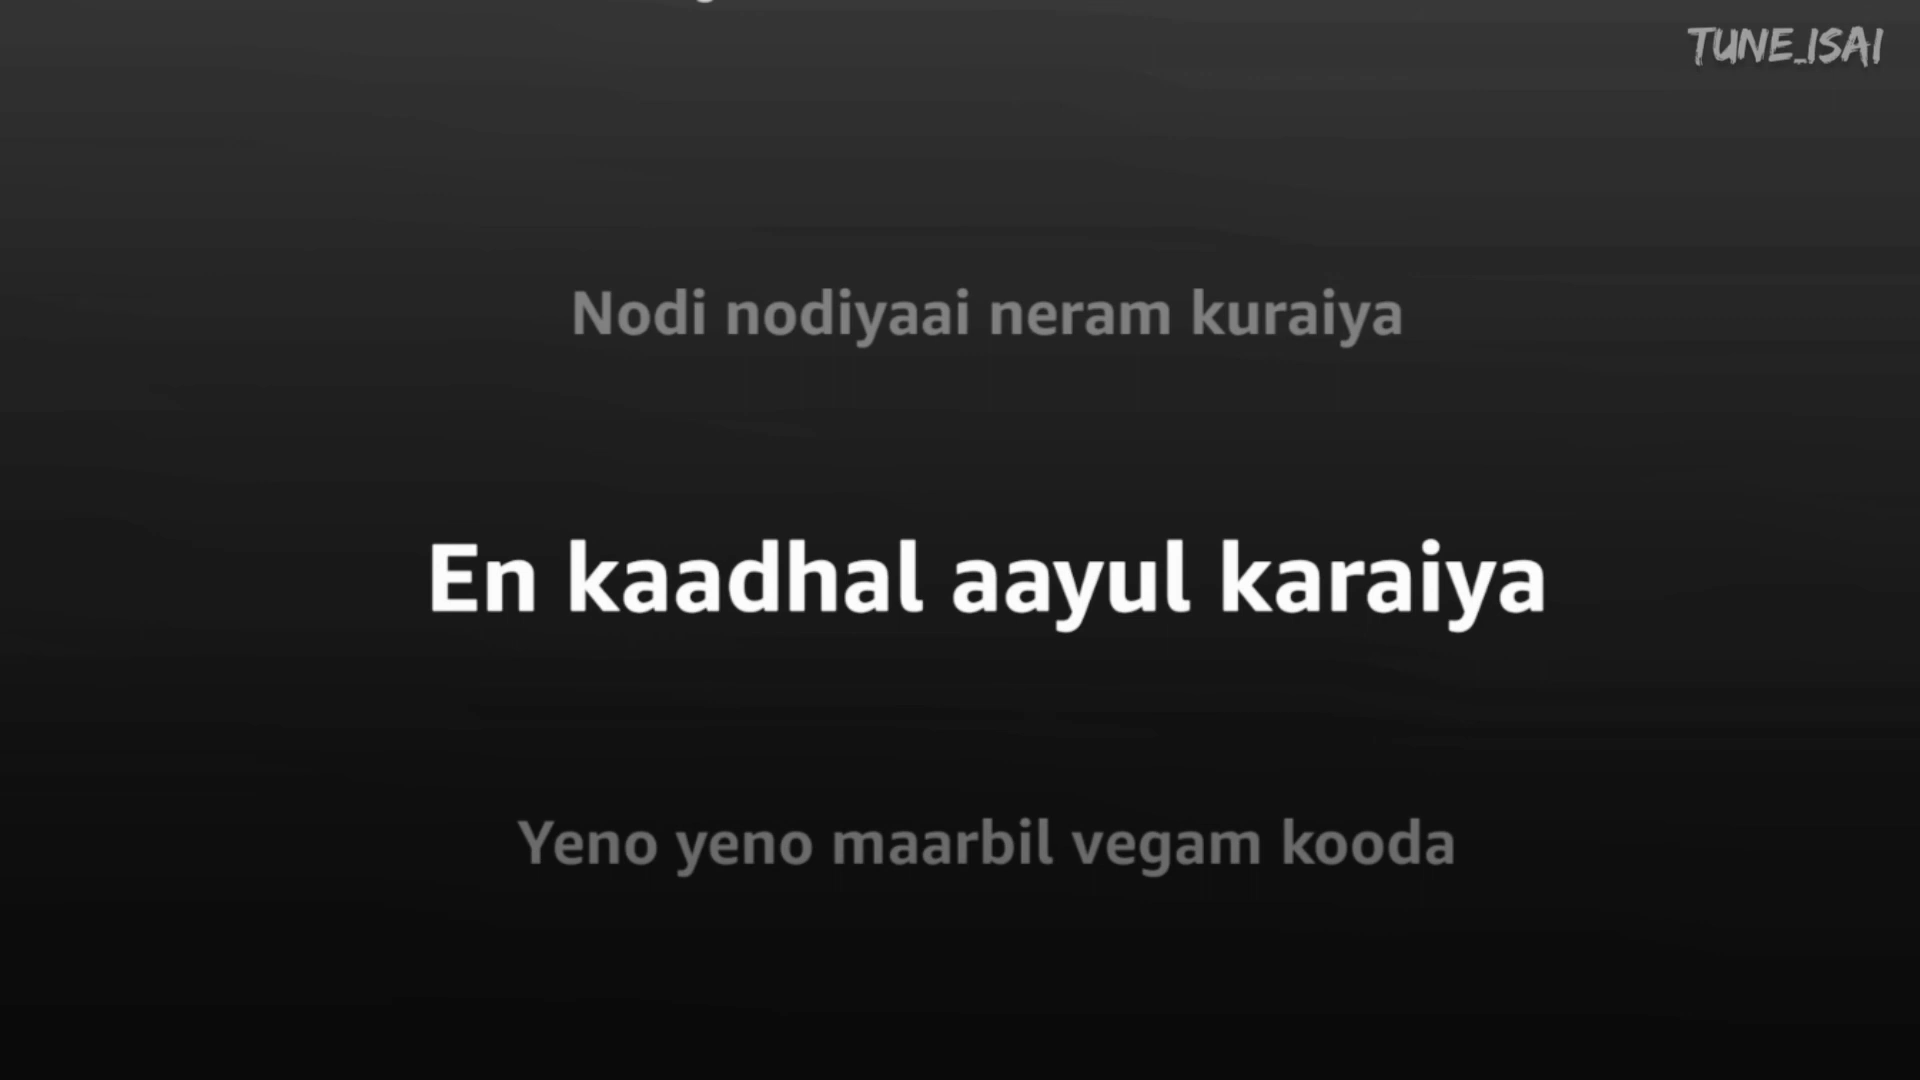 TUNE_ISAI
Nodi nodiyaai neram kuraiya
En kaadhal aayul karaiya
Yeno yeno maarbil vegam kooda